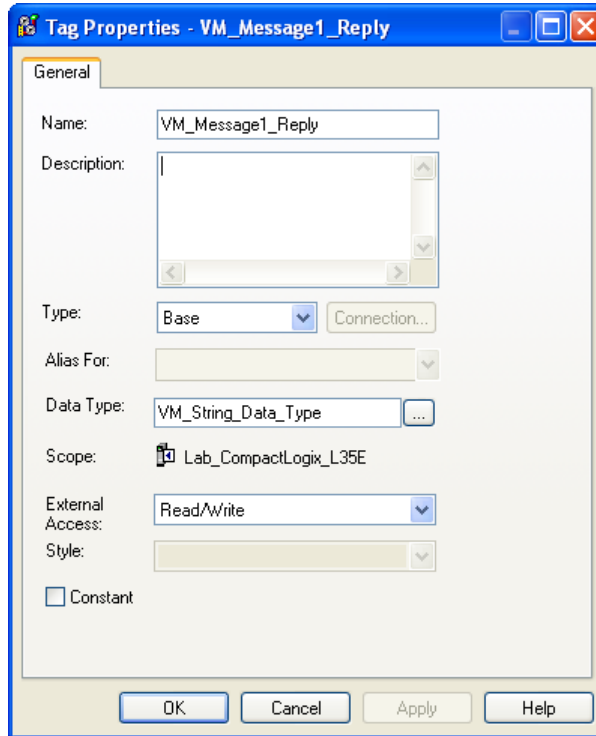 Tag Properties - VM_Message1_Reply
General
Name: VM_Message1_Reply
Description:
Type: Base Connection...
Alias For:
Data Type: VM_String_Data_Type ...
Scope: Lab_CompactLogix_L35E
External
Access: Read/Write
Style:
Constant
OK Cancel Apply Help